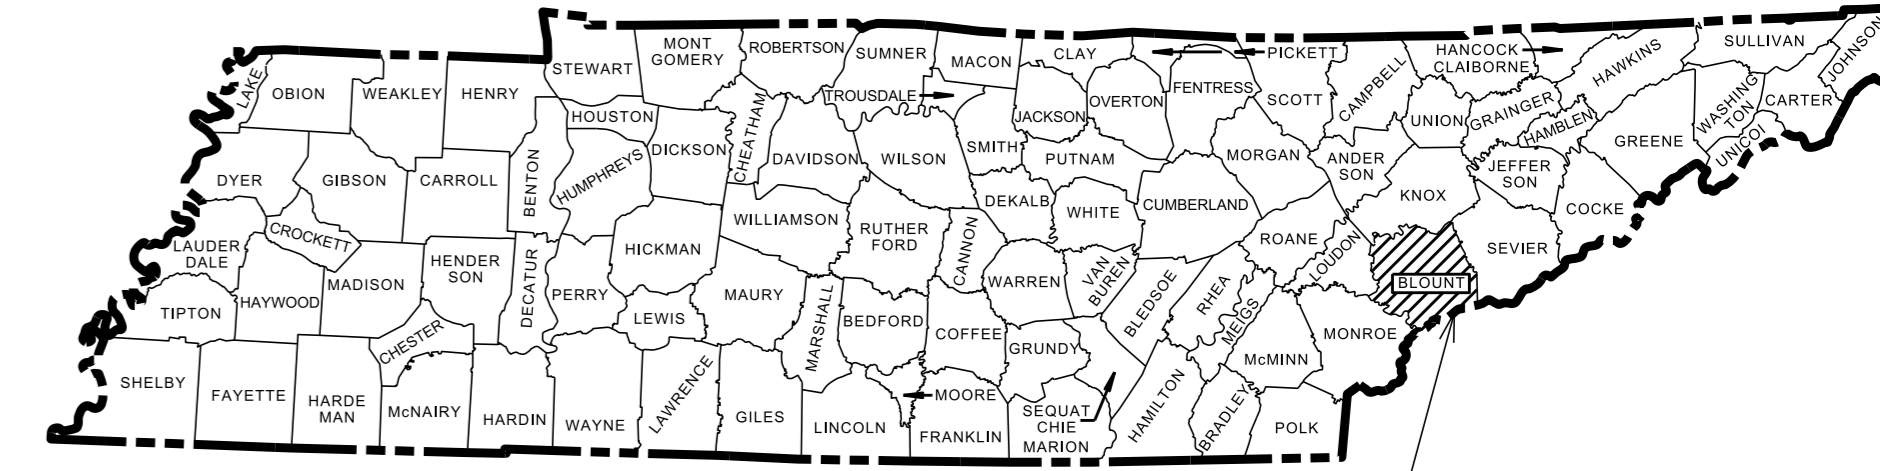 LAKE
OBION
WEAKLEY
HENRY
STEWART
MONT
GOMERY
ROBERTSON
SUMNER
MACON
CLAY
PICKETT
HANCOCK
CLAIBORNE
HAWKINS
SULLIVAN
JOHNSON
TROUSDALE
HOUSTON
CHEATHAM
JACKSON
OVERTON
FENTRESS
SCOTT
CAMPBELL
UNION
GRAINGER
HAMBLEN
WASHING
TON
CARTER
UNICOI
GREENE
DYER
GIBSON
CARROLL
BENTON
HUMPHREYS
DICKSON
DAVIDSON
WILSON
SMITH
PUTNAM
MORGAN
ANDER
SON
KNOX
JEFFER
SON
COCKE
LAUDER
DALE
CROCKETT
HENDER
SON
DECATUR
HICKMAN
WILLIAMSON
RUTHER
FORD
CANNON
DEKALB
WHITE
CUMBERLAND
ROANE
LOUDON
BLOUNT
SEVIER
TIPTON
HAYWOOD
MADISON
CHESTER
PERRY
LEWIS
MAURY
MARSHALL
BEDFORD
COFFEE
WARREN
VAN
BUREN
BLEDSOE
RHEA
MEIGS
McMINN
MONROE
SHELBY
FAYETTE
HARDE
MAN
McNAIRY
HARDIN
WAYNE
LAWRENCE
GILES
LINCOLN
MOORE
FRANKLIN
GRUNDY
SEQUAT
CHIE
MARION
HAMILTON
BRADLEY
POLK